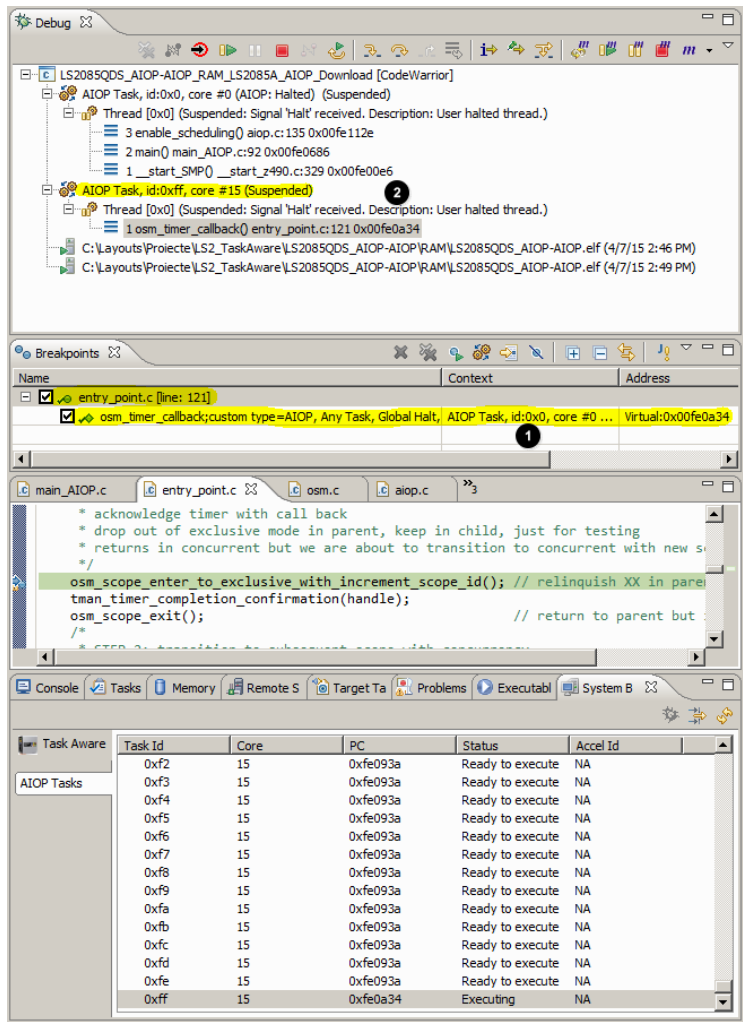 Debug
LS2085QDS_AIOP-AIOP_RAM_LS2085A_AIOP_Download [CodeWarrior]
AIOP Task, id:0x0, core #0 (AIOP: Halted) (Suspended)
Thread [0x0] (Suspended: Signal 'Halt' received. Description: User halted thread.)
3 enable_scheduling() aiop.c:135 0x00fe112e
2 main() main_AIOP.c:92 0x00fe0686
1 __start_SMP() __start_z490.c:329 0x00fe00e6
AIOP Task, id:0xff, core #15 (Suspended) 2
Thread [0x0] (Suspended: Signal 'Halt' received. Description: User halted thread.)
1 osm_timer_callback() entry_point.c:121 0x00fe0a34
C:\Layouts\Proiecte\LS2_TaskAware\LS2085QDS_AIOP-AIOP\RAM\LS2085QDS_AIOP-AIOP.elf (4/7/15 2:46 PM)
C:\Layouts\Proiecte\LS2_TaskAware\LS2085QDS_AIOP-AIOP\RAM\LS2085QDS_AIOP-AIOP.elf (4/7/15 2:49 PM)
Breakpoints
Name Context Address
entry_point.c [line: 121]
osm_timer_callback;custom type=AIOP, Any Task, Global Halt, AIOP Task, id:0x0, core #0 ... Virtual:0x00fe0a34
1
main_AIOP.c entry_point.c osm.c aiop.c »3
* acknowledge timer with call back
* drop out of exclusive mode in parent, keep in child, just for testing
* returns in concurrent but we are about to transition to concurrent with new s
*/
osm_scope_enter_to_exclusive_with_increment_scope_id(); // relinquish XX in pare
tman_timer_completion_confirmation(handle);
osm_scope_exit(); // return to parent but
/*
* STEP 2: transition to subsequent scope with concurrency
Console Tasks Memory Remote S Target Ta Problems Executabl System B
Task Aware
AIOP Tasks
Task Id Core PC Status Accel Id
0xf2 15 0xfe093a Ready to execute NA
0xf3 15 0xfe093a Ready to execute NA
0xf4 15 0xfe093a Ready to execute NA
0xf5 15 0xfe093a Ready to execute NA
0xf6 15 0xfe093a Ready to execute NA
0xf7 15 0xfe093a Ready to execute NA
0xf8 15 0xfe093a Ready to execute NA
0xf9 15 0xfe093a Ready to execute NA
0xfa 15 0xfe093a Ready to execute NA
0xfb 15 0xfe093a Ready to execute NA
0xfc 15 0xfe093a Ready to execute NA
0xfd 15 0xfe093a Ready to execute NA
0xfe 15 0xfe093a Ready to execute NA
0xff 15 0xfe0a34 Executing NA